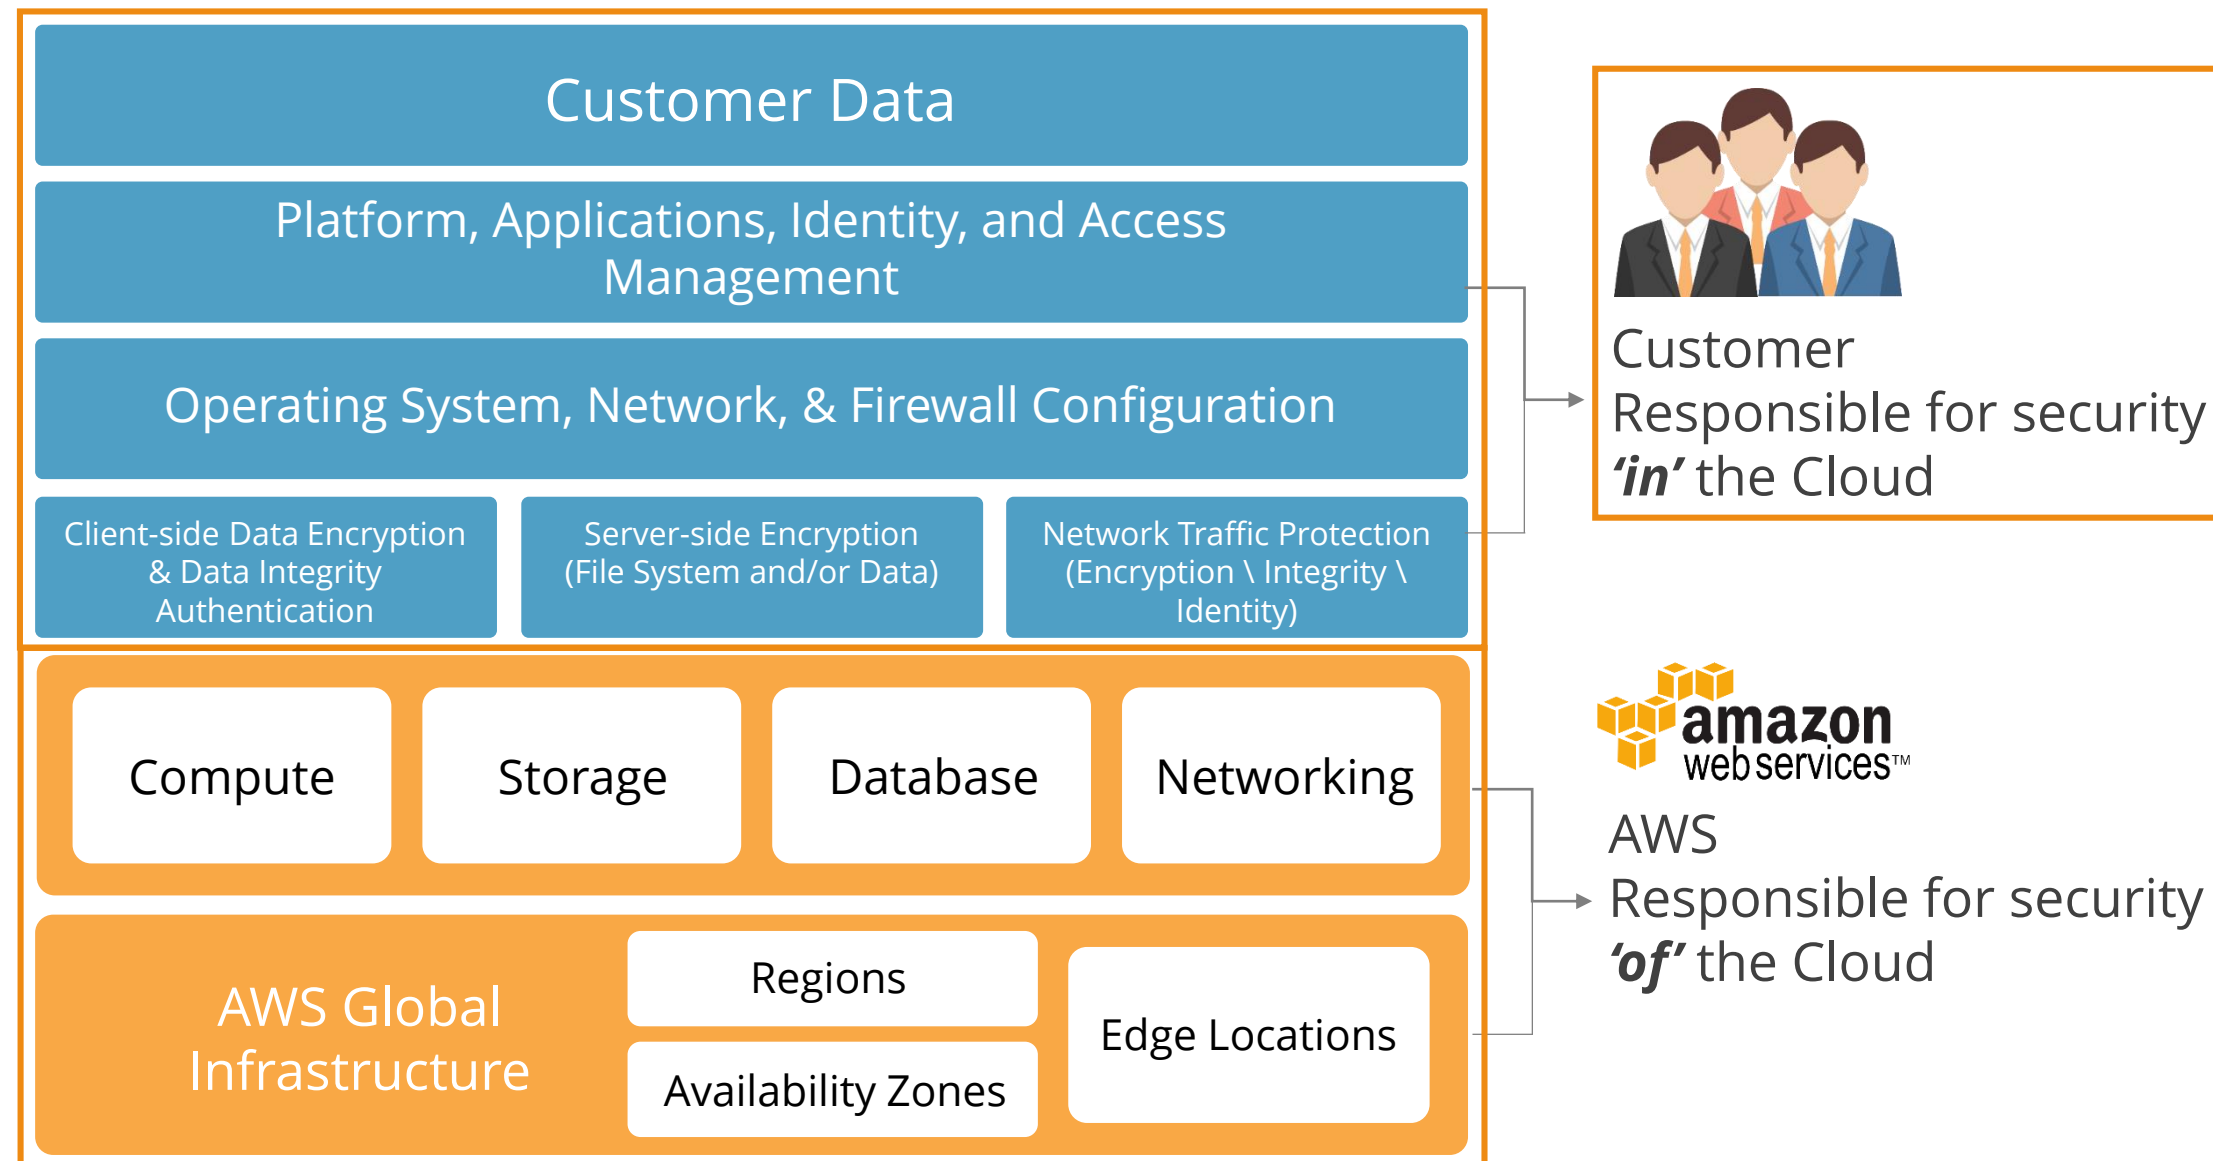 Customer Data
Platform, Applications, Identity, and Access
Management
Operating System, Network, & Firewall Configuration
Client-side Data Encryption
& Data Integrity
Authentication
Server-side Encryption
(File System and/or Data)
Network Traffic Protection
(Encryption \ Integrity \
Identity)
Customer
Responsible for security
‘in’ the Cloud
Compute
Storage
Database
Networking
AWS Global
Infrastructure
Regions
Availability Zones
Edge Locations
amazon
web services™
AWS
Responsible for security
‘of’ the Cloud